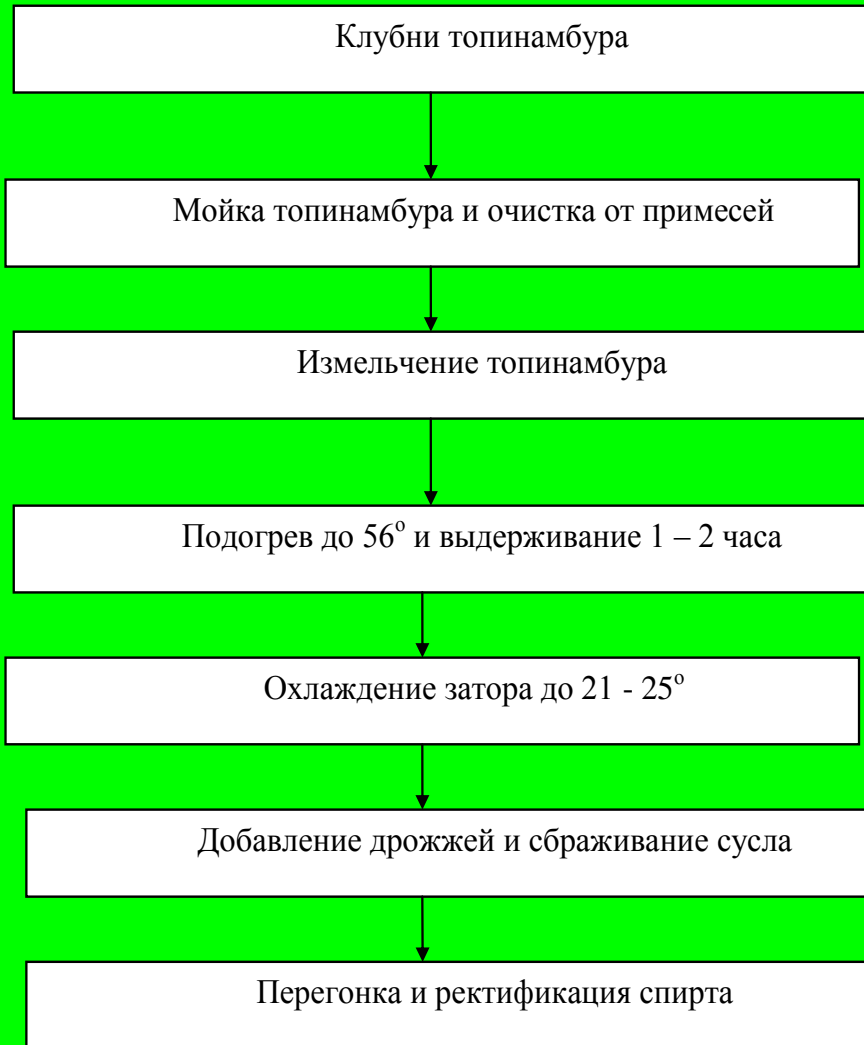 Клубни топинамбура
Мойка топинамбура и очистка от примесей
Измельчение топинамбура
Подогрев до 56º и выдерживание 1 – 2 часа
Охлаждение затора до 21 - 25º
Добавление дрожжей и сбраживание сусла
Перегонка и ректификация спирта